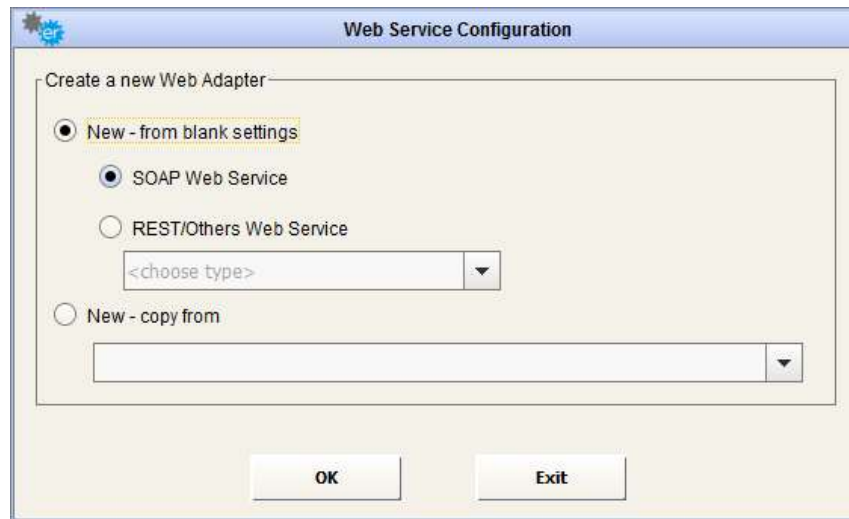 er
Web Service Configuration
Create a new Web Adapter
New - from blank settings
SOAP Web Service
REST/Others Web Service
<choose type>
New - copy from
OK
Exit